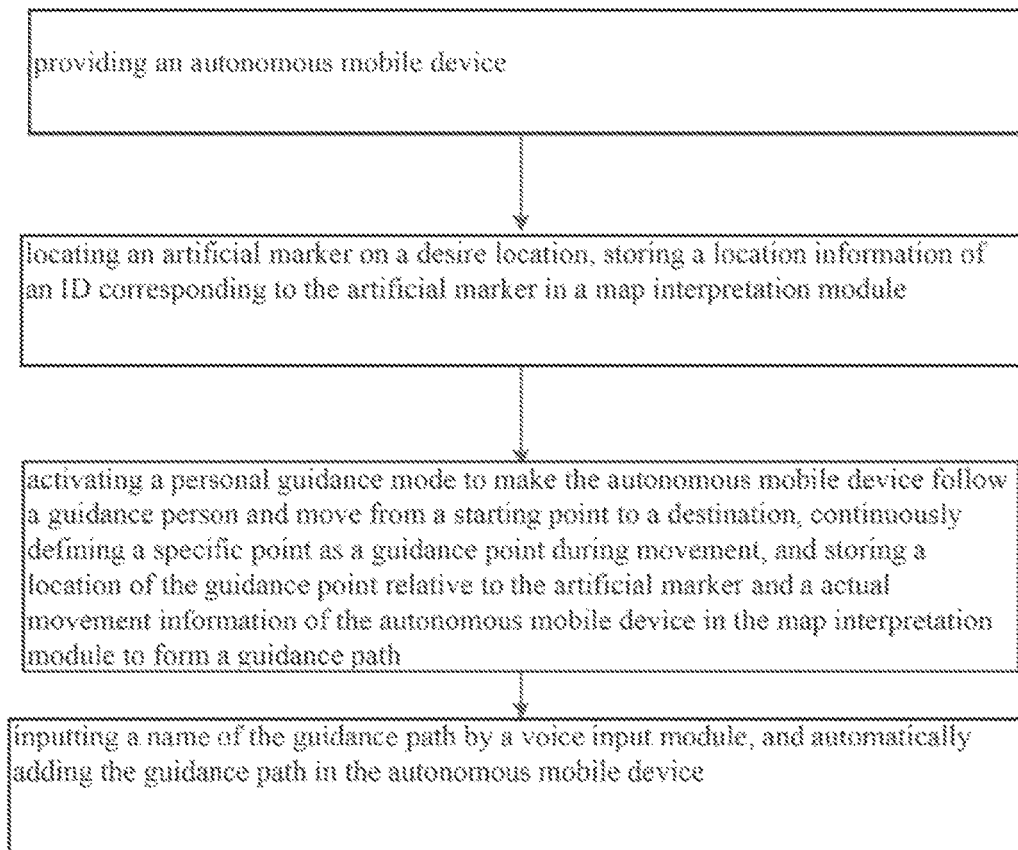 providing an autonomous mobile device
locating an artificial marker on a desire location, storing a location information of
an ID corresponding to the artificial marker in a map interpretation module
activating a personal guidance mode to make the autonomous mobile device follow
a guidance person and move from a starting point to a destination, continuously
defining a specific point as a guidance point during movement, and storing a
location of the guidance point relative to the artificial marker and a actual
movement information of the autonomous mobile device in the map interpretation
module to form a guidance path
inputting a name of the guidance path by a voice input module, and automatically
adding the guidance path in the autonomous mobile device